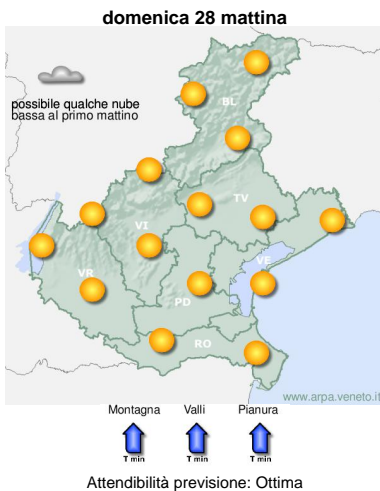 domenica 28 mattina
possibile qualche nube
bassa al primo mattino
BL
TV
VI
VE
VR
PD
RO
www.arpa.veneto.it
Montagna Valli Pianura
T min T min T min
Attendibilità previsione: Ottima